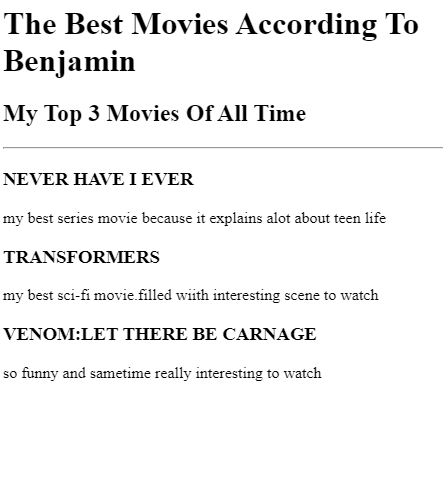 The Best Movies According To
Benjamin
My Top 3 Movies Of All Time
NEVER HAVE I EVER
my best series movie because it explains alot about teen life
TRANSFORMERS
my best sci-fi movie.filled wiith interesting scene to watch
VENOM:LET THERE BE CARNAGE
so funny and sametime really interesting to watch